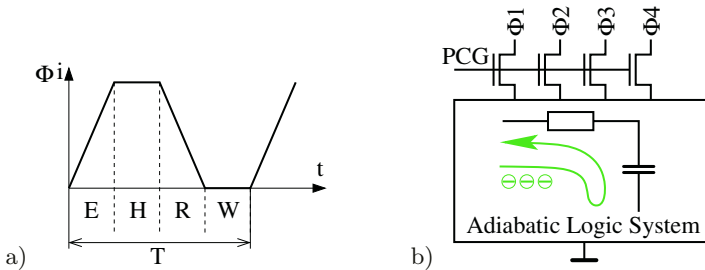 Φi
t
E H R W
T
a)
Φ1 Φ2 Φ3 Φ4
PCG
Adiabatic Logic System
b)